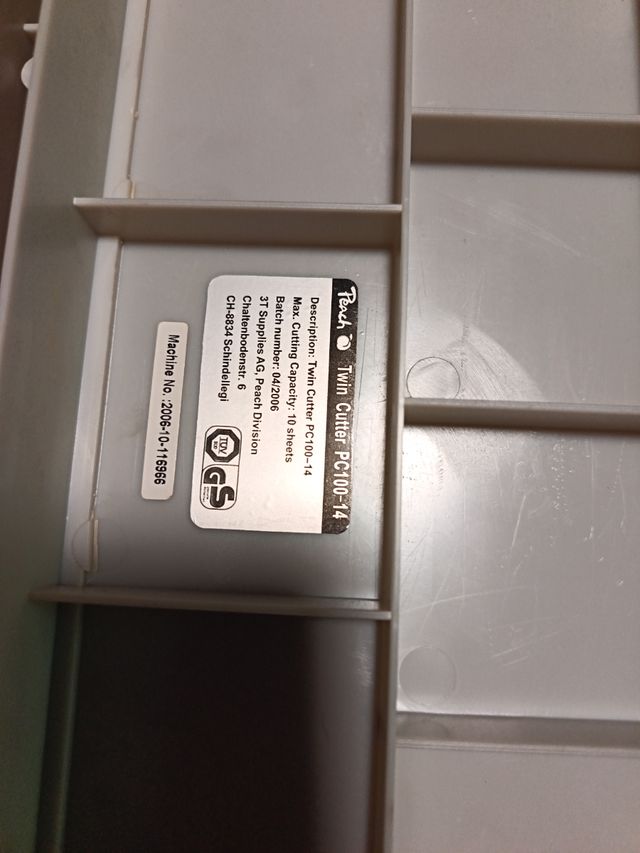 Peach Twin Cutter PC100-14
Description: Twin Cutter PC100-14
Max. Cutting Capacity: 10 sheets
Batch number: 04/2006
3T Supplies AG, Peach Division
Chaltenbodenstr. 6
CH-8834 Schindellegi
TÜV
GS
Machine No. :2006-10-116966